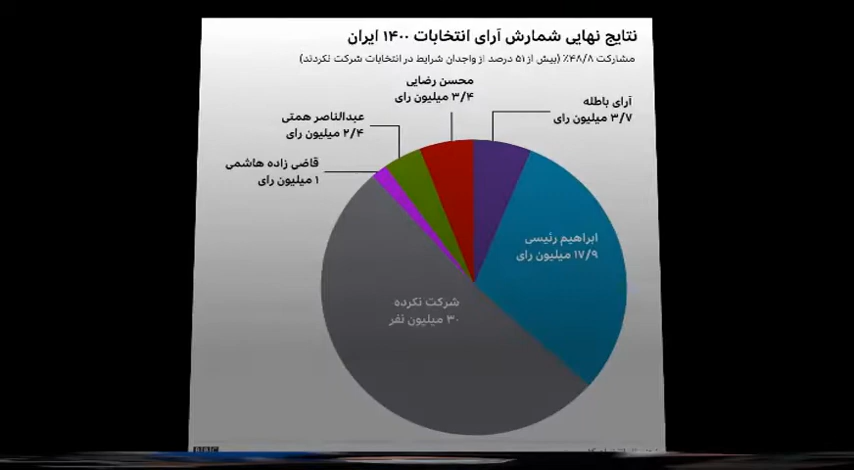 نتایج نهایی شمارش آرای انتخابات ۱۴۰۰ ایران
مشارکت ۴۸/۸٪ (بیش از ۵۱ درصد از واجدان شرایط در انتخابات شرکت نکردند)
محسن رضایی
۳/۴ میلیون رای
آرای باطله
۳/۷ میلیون رای
عبدالناصر همتی
۲/۴ میلیون رای
قاضی زاده هاشمی
۱ میلیون رای
ابراهیم رئیسی
۱۷/۹ میلیون رای
شرکت نکرده
۳۰ میلیون نفر
BBC